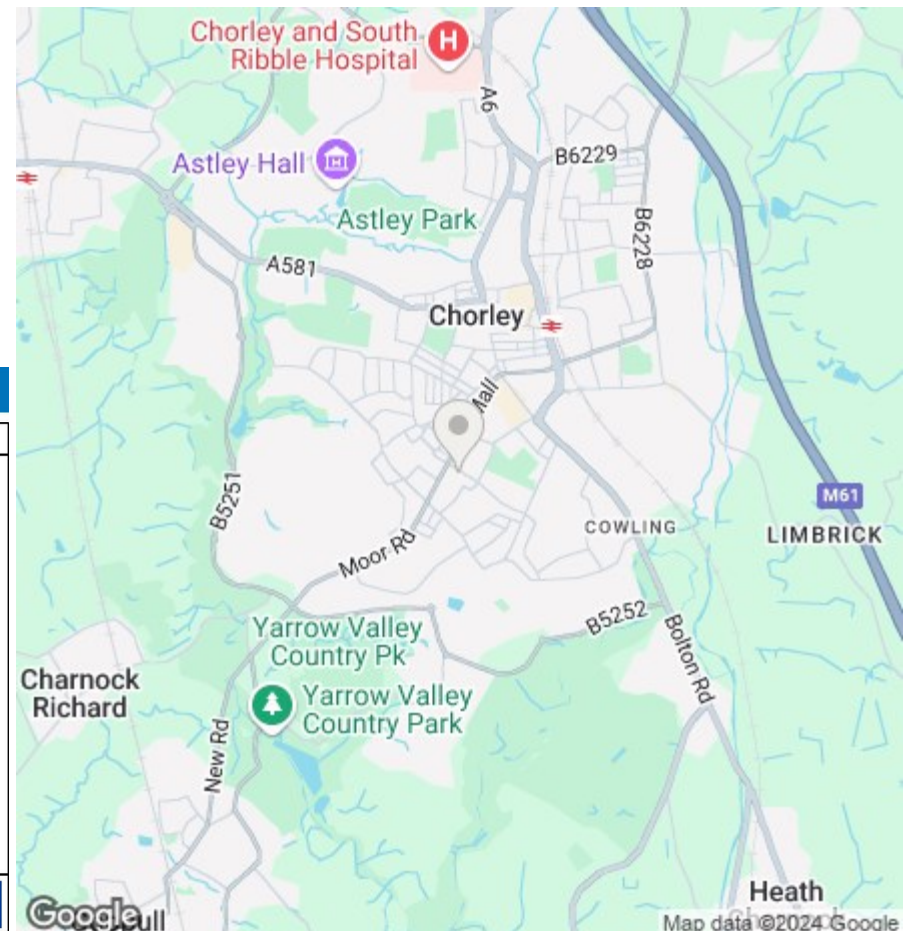 Chorley and South
Ribble Hospital
H
A6
Astley Hall
B6229
Astley Park
B6228
A581
Chorley
Mall
M61
B5251
COWLING
LIMBRICK
Moor Rd
B5252
Yarrow Valley
Country Pk
Bolton Rd
Charnock
Richard
Yarrow Valley
Country Park
New Rd
Heath
Google
Map data ©2024 Google